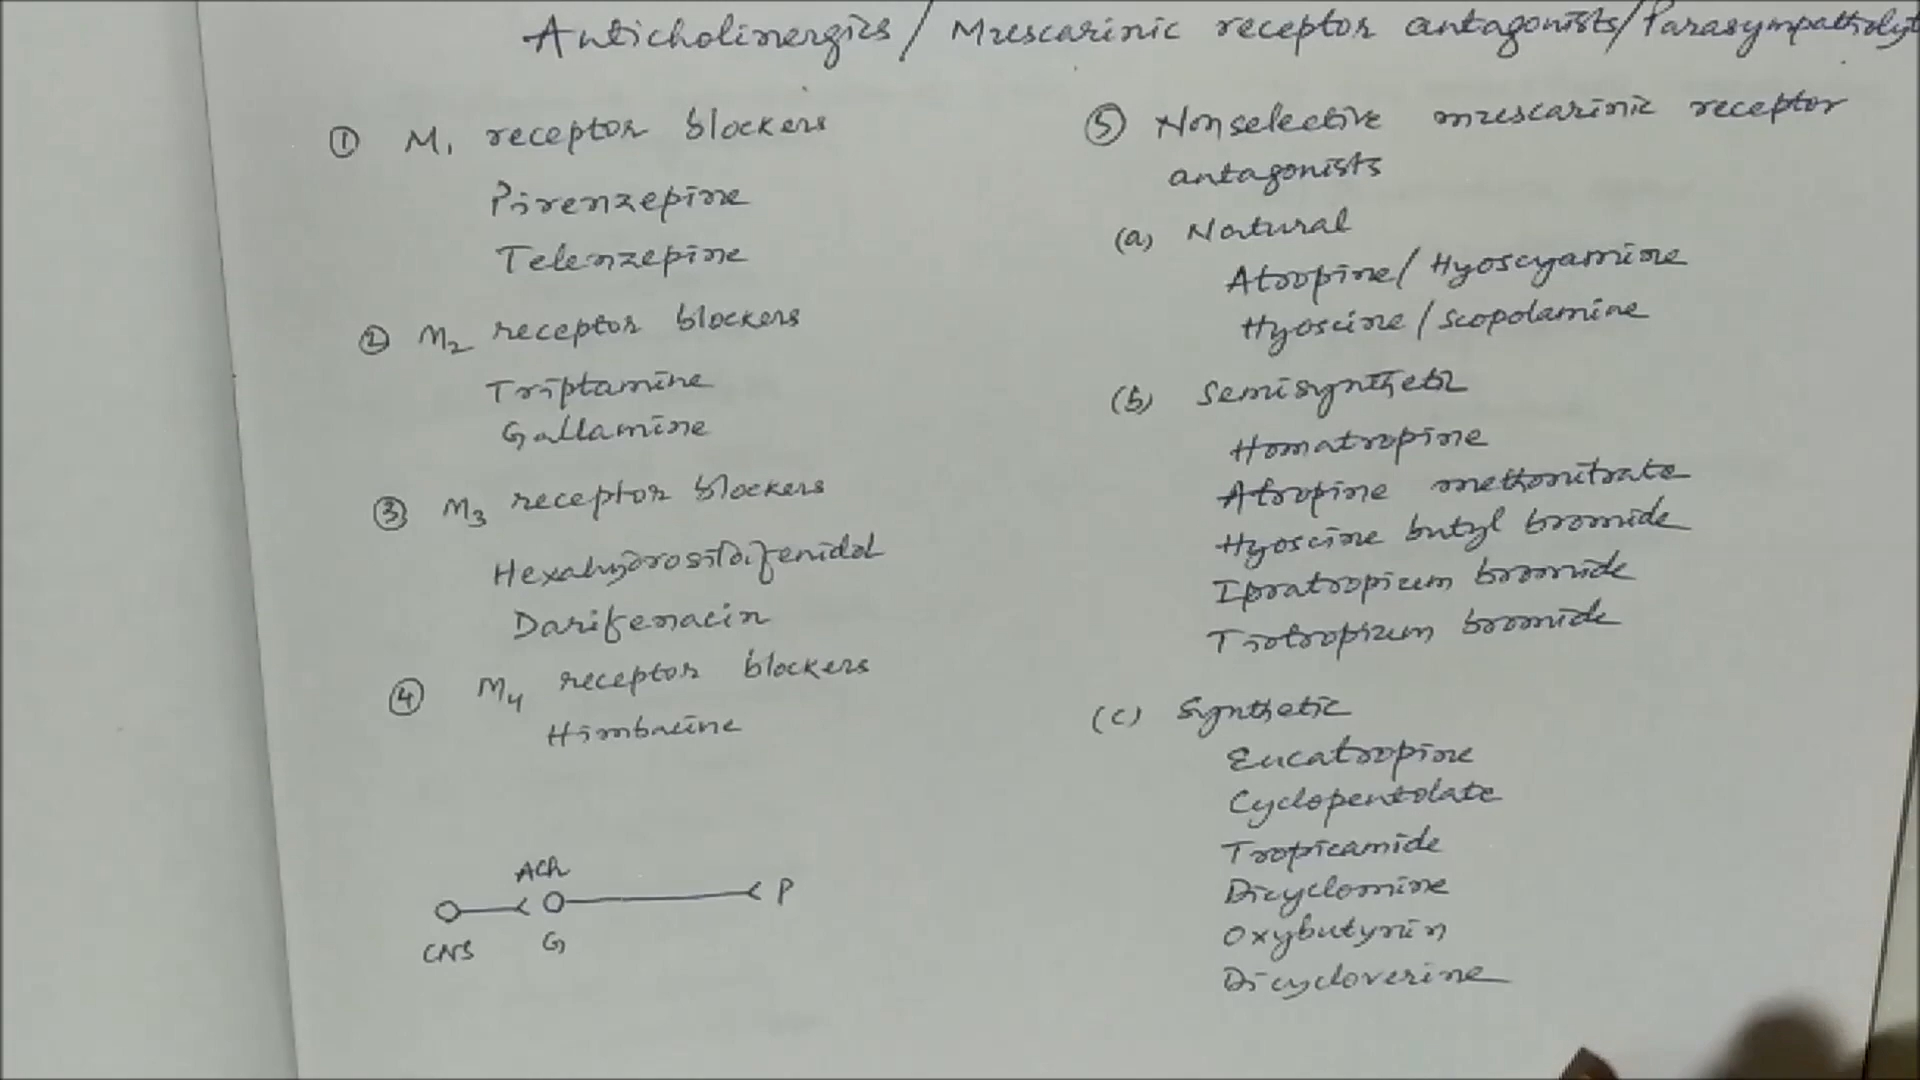 Anticholinergics / Muscarinic receptor antagonists/Parasympatholyt
① M1 receptor blockers
Pirenzepine
Telenzepine
② M2 receptor blockers
Triptamine
Gallamine
③ M3 receptor blockers
Hexahydrosiladifenidol
Darifenacin
④ M4 receptor blockers
Himbacine
ACh
P
CNS G
⑤ Nonselective muscarinic receptor
antagonists
(a) Natural
Atropine/ Hyoscyamine
Hyoscine / Scopolamine
(b) Semisynthetic
Homatropine
Atropine methonitrate
Hyoscine butyl bromide
Ipratropium bromide
Tiotropium bromide
(c) Synthetic
Eucatropine
Cyclopentolate
Tropicamide
Dicyclomine
Oxybutynin
Dicycloverine